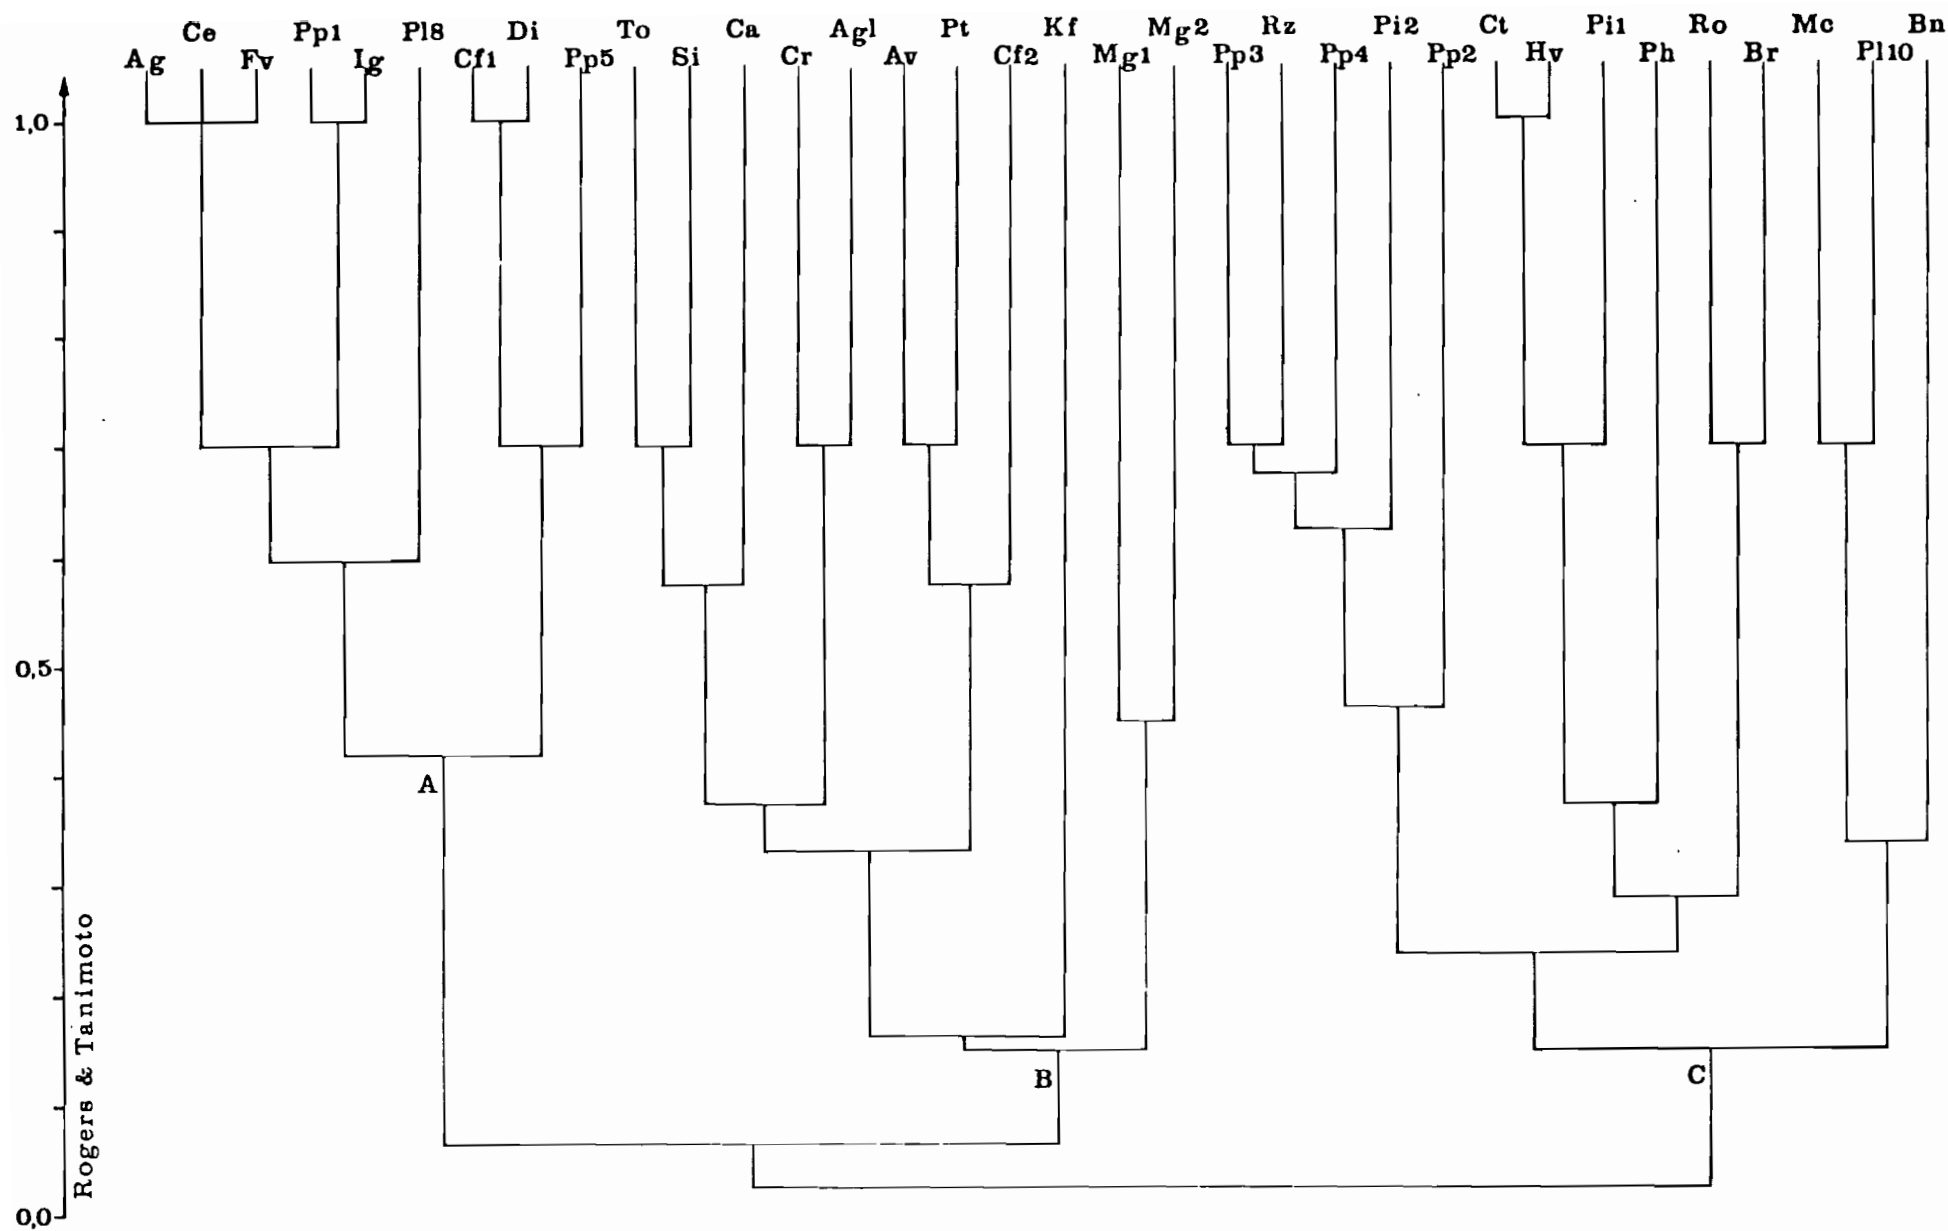 Ce Pp1 Pl8 Di To Ca Agl Pt Kf Mg2 Rz Pi2 Ct Pi1 Ro Mc Bn
Ag Fv Lg Cf1 Pp5 Si Cr Av Cf2 Mg1 Pp3 Pp4 Pp2 Hv Ph Br Pl10
1,0
0,5
A
B
C
Rogers & Tanimoto
0,0